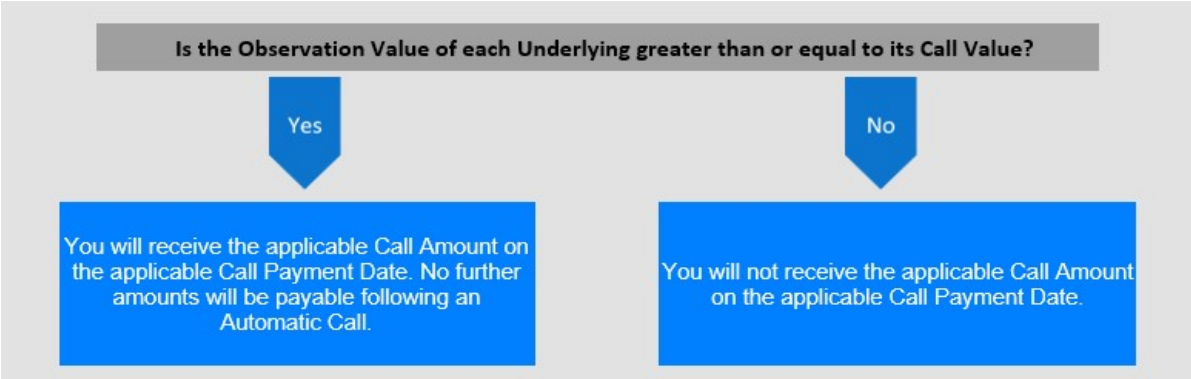 Is the Observation Value of each Underlying greater than or equal to its Call Value?
Yes
No
You will receive the applicable Call Amount on
the applicable Call Payment Date. No further
amounts will be payable following an
Automatic Call.
You will not receive the applicable Call Amount
on the applicable Call Payment Date.